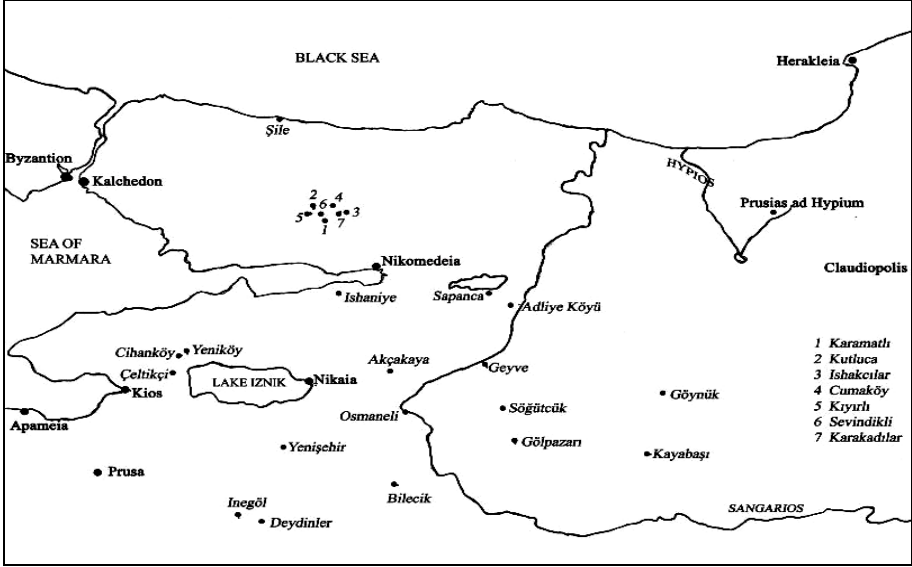 BLACK SEA
Herakleia
Şile
Byzantion
Kalchedon
HYPIOS
2 4
5 6 7 3
1
Prusias ad Hypium
SEA OF
MARMARA
Nikomedeia
Claudiopolis
Ishaniye
Sapanca
Adliye Köyü
Cihanköy
Yeniköy
Çeltikçi
Akçakaya
Geyve
LAKE IZNIK
Nikaia
Kios
Göynük
Osmaneli
Söğütcük
Apameia
Gölpazarı
Yenişehir
Kayabaşı
Prusa
Bilecik
Inegöl
Deydinler
SANGARIOS
1 Karamatlı
2 Kutluca
3 Ishakcılar
4 Cumaköy
5 Kıyırlı
6 Sevindikli
7 Karakadılar